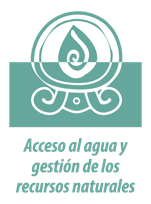 Acceso al agua y
gestión de los
recursos naturales